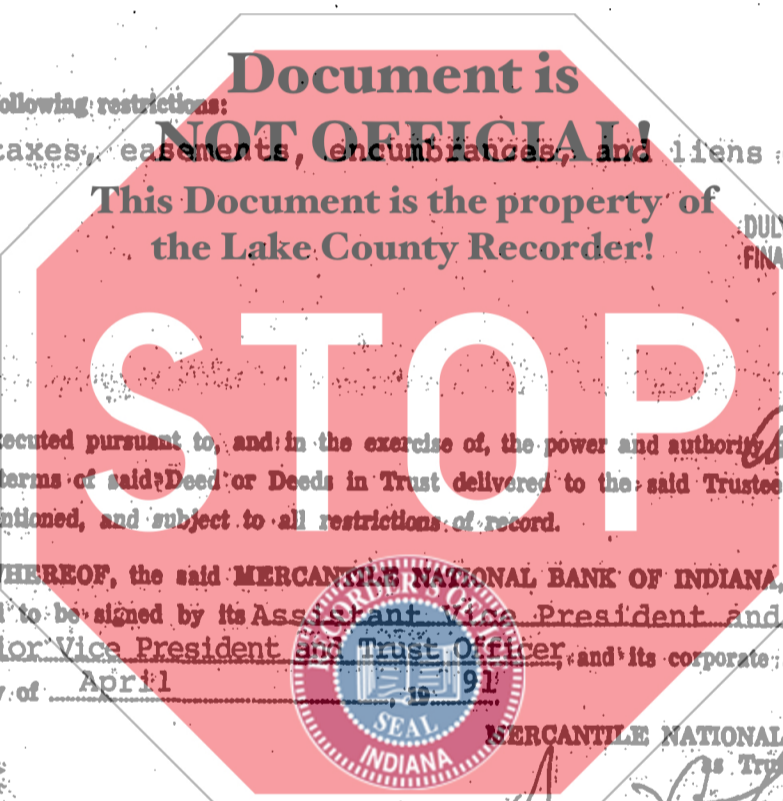 Document is
ollowing restrictions:
NOT OFFICIAL!
taxes, easements, encumbrances, and liens
This Document is the property of
DULY
the Lake County Recorder!
FINA
STOP
ecuted pursuant to, and in the exercise of, the power and authority
terms of said Deed or Deeds in Trust delivered to the said Trustee
ntioned, and subject to all restrictions of record.
WHEREOF, the said MERCANTILE NATIONAL BANK OF INDIANA
to be signed by its Assistant Vice President and
ior Vice President and Trust Officer, and its corporate
of April, 19 91
RECORDER'S OFFICE
SEAL
INDIANA
MERCANTILE NATIONAL
as Trus